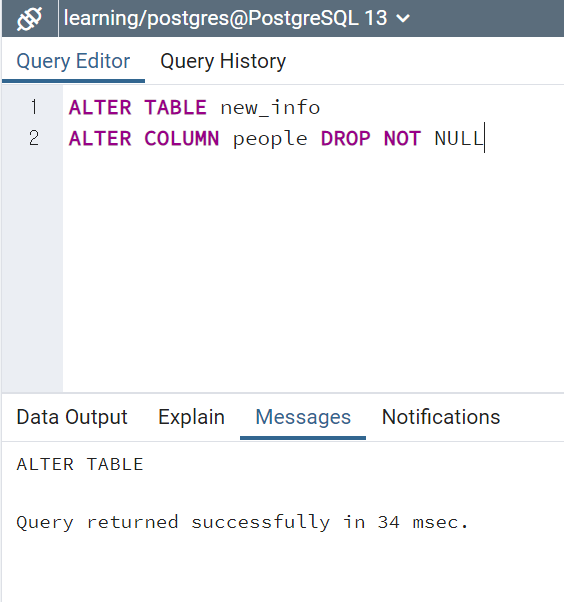 learning/postgres@PostgreSQL 13
Query Editor Query History
1 ALTER TABLE new_info
2 ALTER COLUMN people DROP NOT NULL
Data Output Explain Messages Notifications
ALTER TABLE
Query returned successfully in 34 msec.